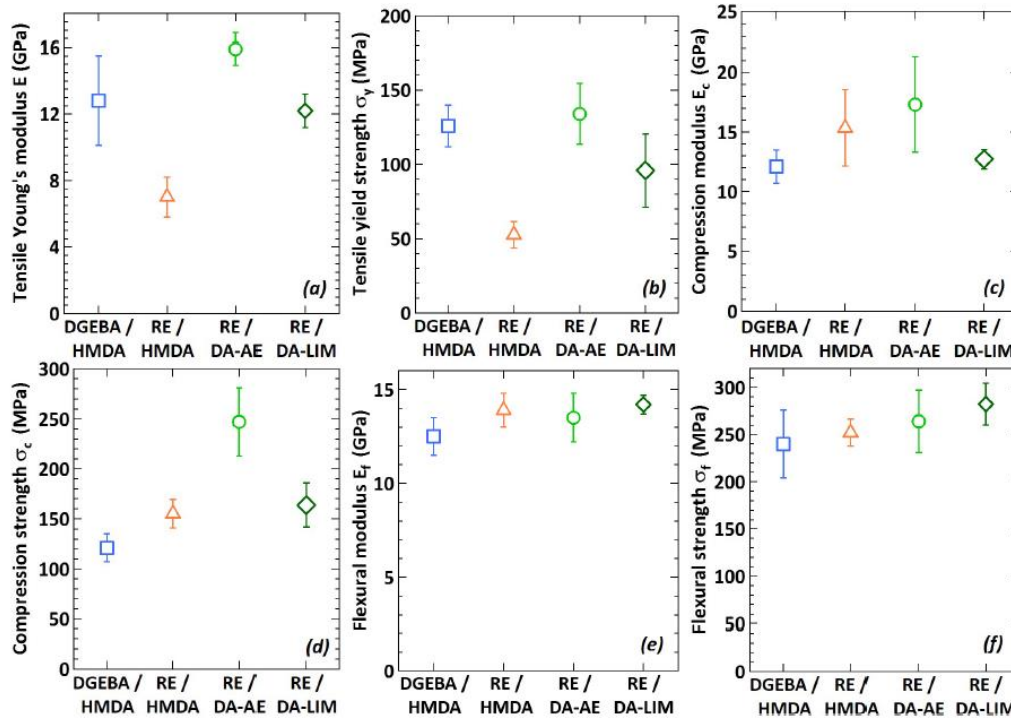 Tensile Young's modulus E (GPa)
16
12
8
4
0
(a)
DGEBA / RE / RE / RE /
HMDA HMDA DA-AE DA-LIM
Tensile yield strength σy (MPa)
200
150
100
50
0
(b)
DGEBA / RE / RE / RE /
HMDA HMDA DA-AE DA-LIM
Compression modulus Ec (GPa)
25
20
15
10
5
0
(c)
DGEBA / RE / RE / RE /
HMDA HMDA DA-AE DA-LIM
Compression strength σc (MPa)
300
250
200
150
100
50
0
(d)
DGEBA / RE / RE / RE /
HMDA HMDA DA-AE DA-LIM
Flexural modulus Ef (GPa)
15
10
5
0
(e)
DGEBA / RE / RE / RE /
HMDA HMDA DA-AE DA-LIM
Flexural strength σf (MPa)
300
250
200
150
100
50
0
(f)
DGEBA / RE / RE / RE /
HMDA HMDA DA-AE DA-LIM